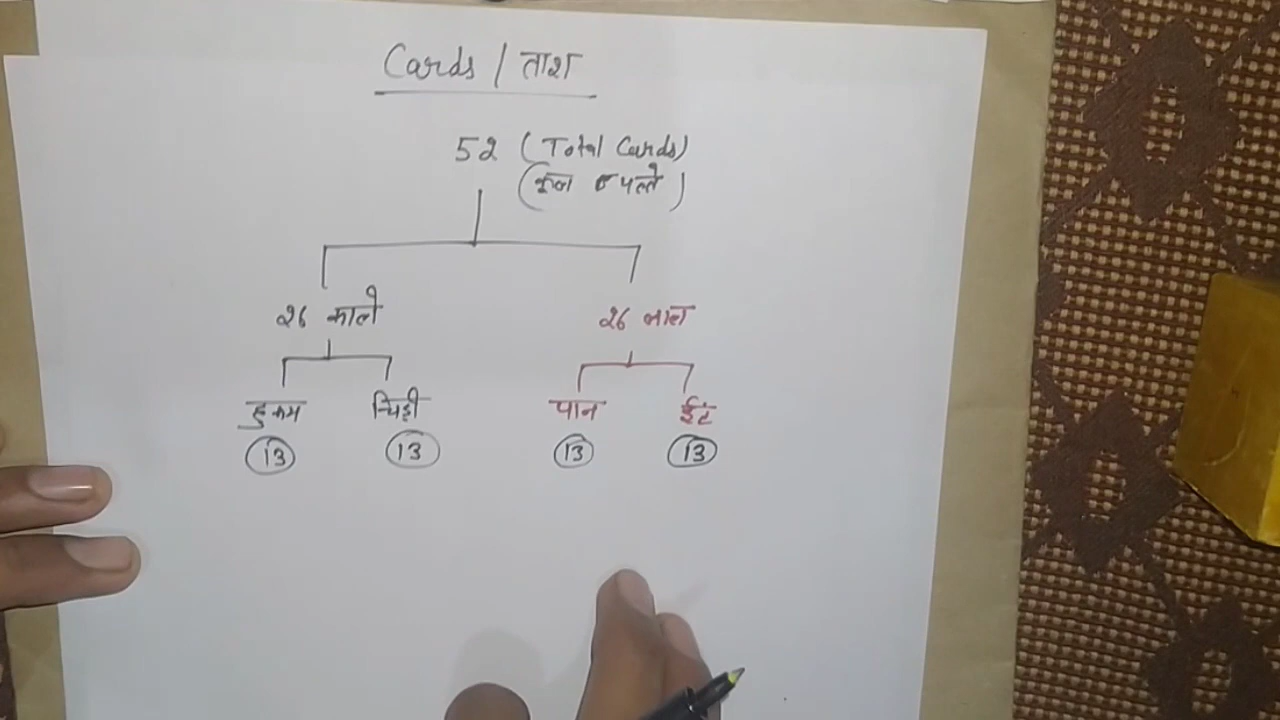 Cards / ताश
52 (Total Cards)
(कुल पत्ते)
26 काले 26 लाल
हुकम चिड़ी पान ईंट
13 13 13 13